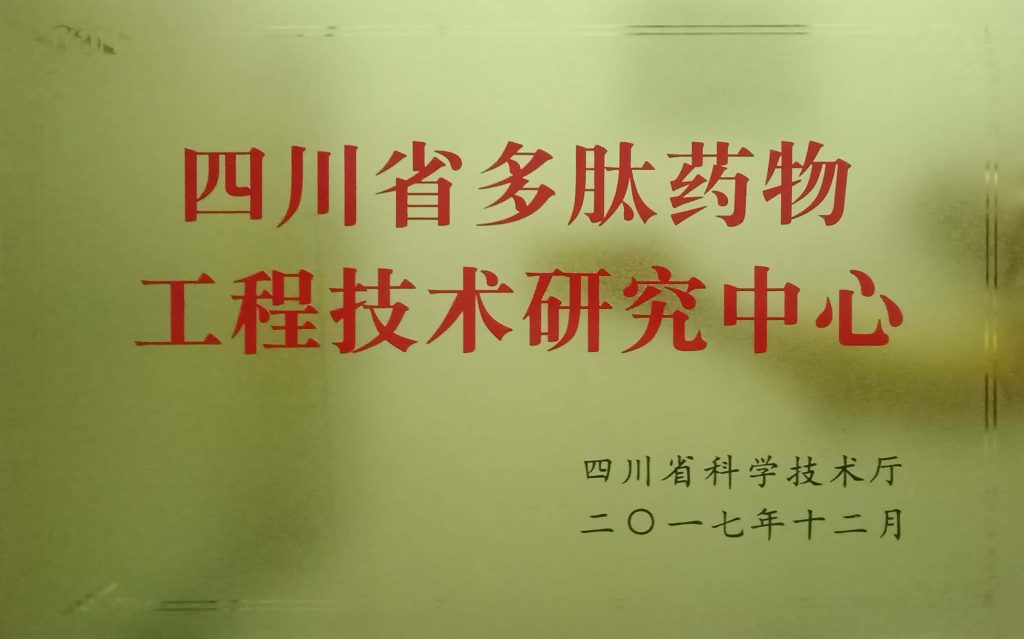 四川省多肽药物
工程技术研究中心
四川省科学技术厅
二〇一七年十二月